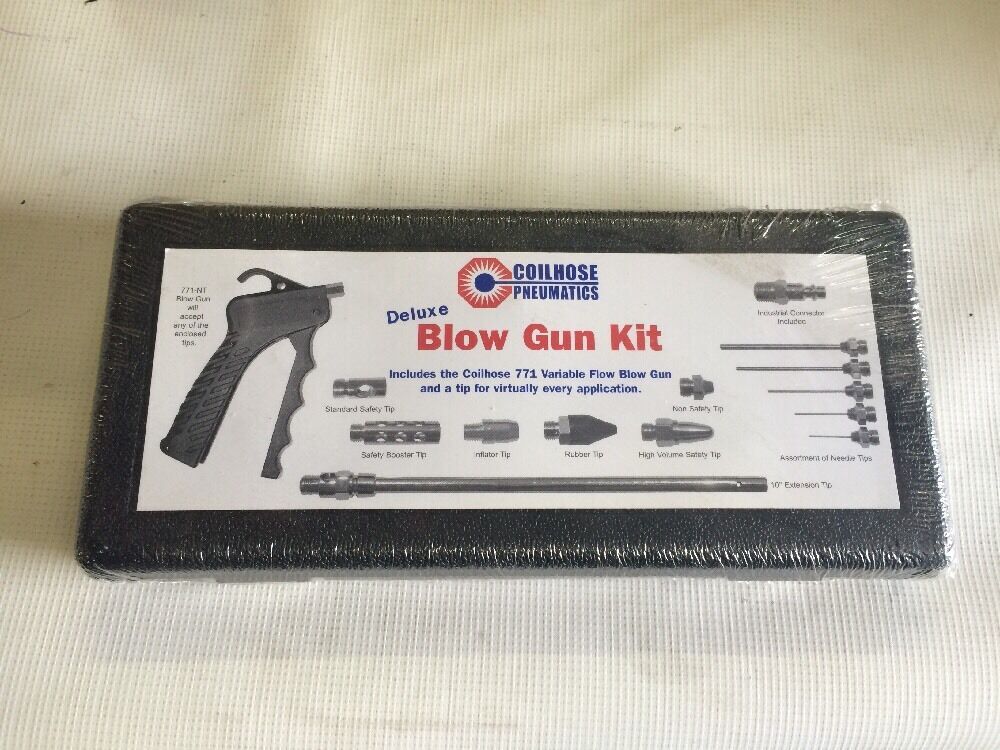 COILHOSE
PNEUMATICS
Deluxe
Blow Gun Kit
Includes the Coilhose 771 Variable Flow Blow Gun
and a tip for virtually every application.
771-NT
Blow Gun
will
accept
any of the
enclosed
tips.
Industrial Connector
Included
Standard Safety Tip
Non Safety Tip
Safety Booster Tip
Inflator Tip
Rubber Tip
High Volume Safety Tip
Assortment of Needle Tips
10" Extension Tip